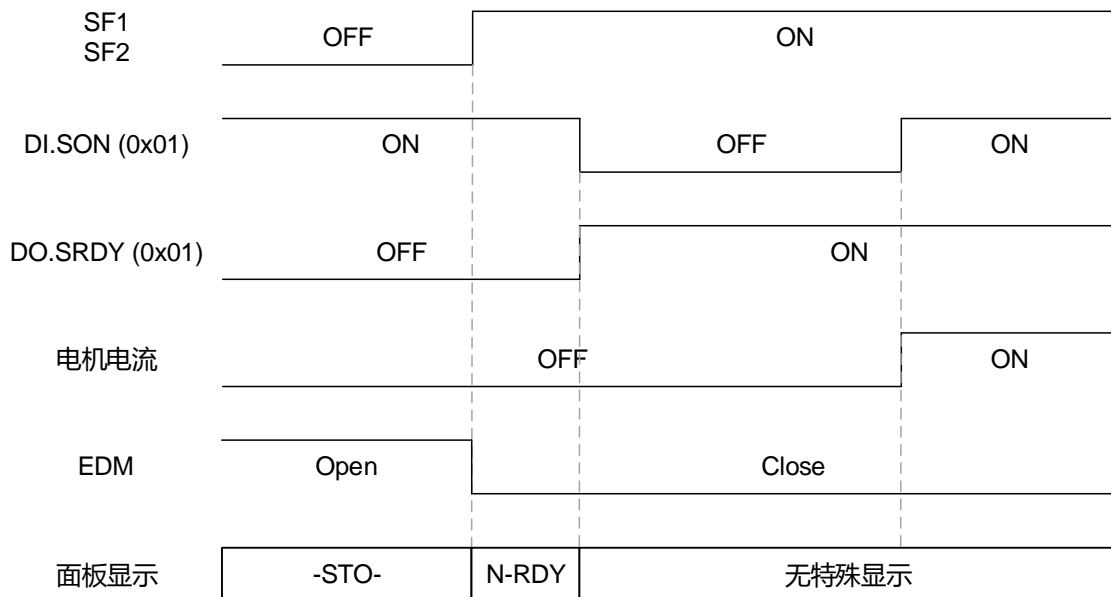 SF1
SF2
OFF
ON
DI.SON (0x01)
ON
OFF
ON
DO.SRDY (0x01)
OFF
ON
电机电流
OFF
ON
EDM
Open
Close
面板显示
-STO-
N-RDY
无特殊显示